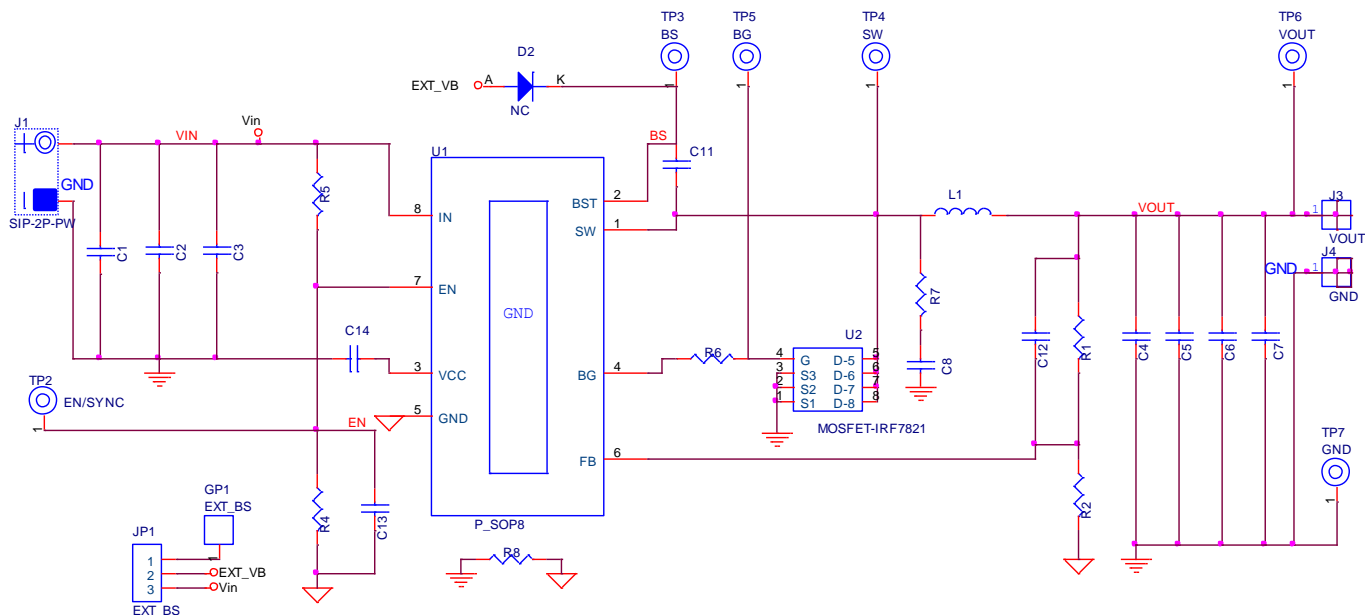 TP3
BS
TP5
BG
TP4
SW
TP6
VOUT
D2
EXT_VB
A
K
NC
1
1
1
1
J1
VIN
Vin
GND
SIP-2P-PW
BS
U1
C11
R5
C1
C2
C3
8
IN
7
EN
C14
3
VCC
5
GND
GND
2
BST
1
SW
4
BG
6
FB
P_SOP8
L1
VOUT
1
J3
VOUT
J4
GND
1
GND
R7
C8
R6
U2
4
G
D-5
5
3
S3
D-6
6
2
S2
D-7
7
1
S1
D-8
8
MOSFET-IRF7821
C12
R1
C4
C5
C6
C7
R2
TP7
GND
1
TP2
EN/SYNC
1
EN
R4
C13
R8
GP1
EXT_BS
1
JP1
1
2
EXT_VB
3
Vin
EXT_BS